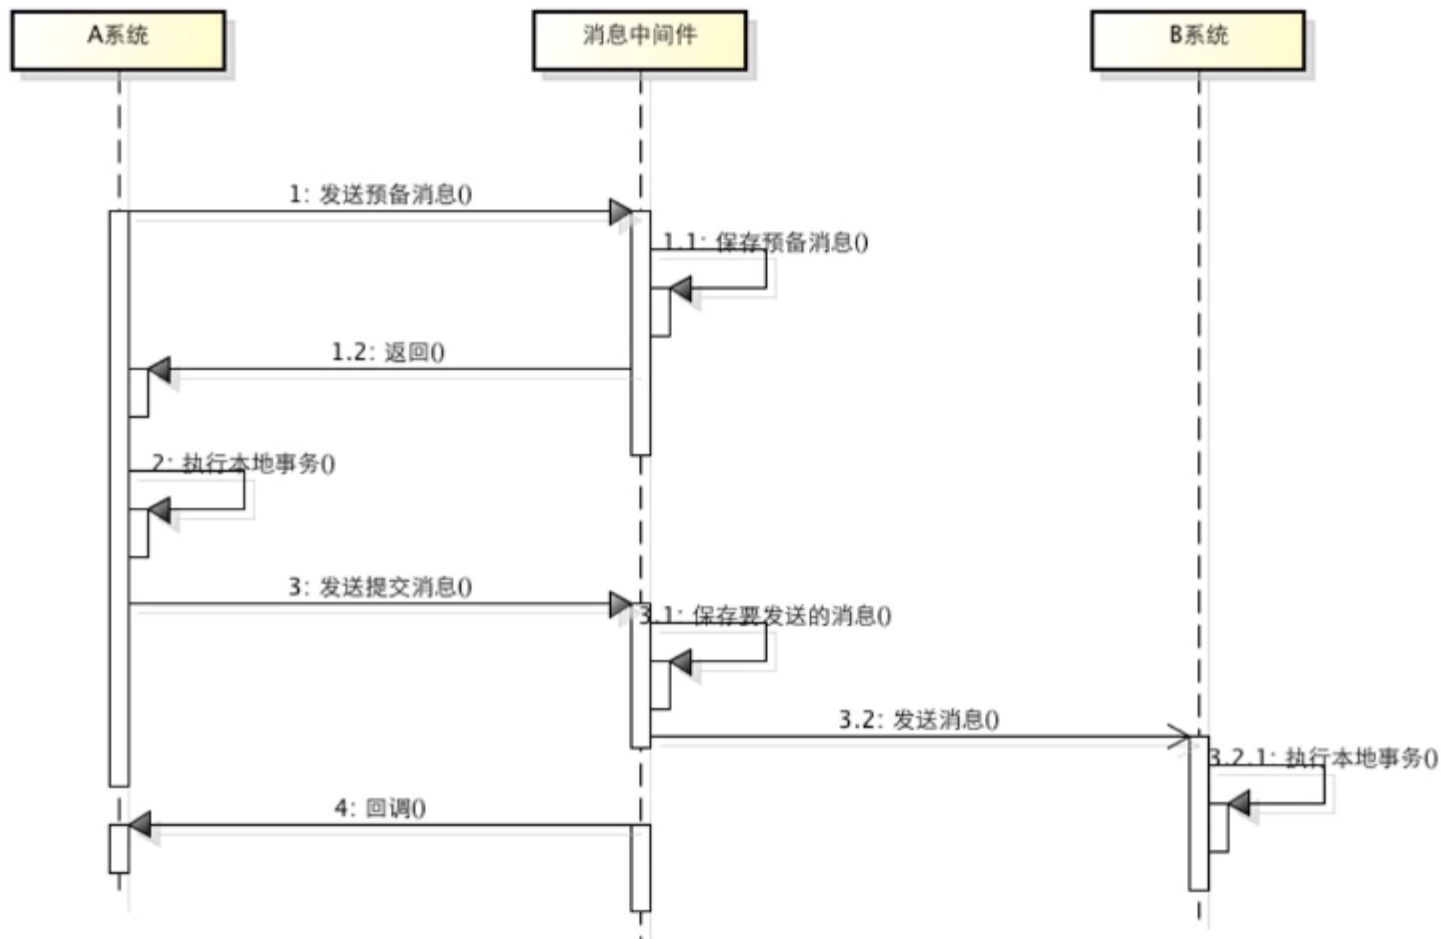 A系统
消息中间件
B系统
1: 发送预备消息()
1.1: 保存预备消息()
1.2: 返回()
2: 执行本地事务()
3: 发送提交消息()
3.1: 保存要发送的消息()
3.2: 发送消息()
3.2.1: 执行本地事务()
4: 回调()